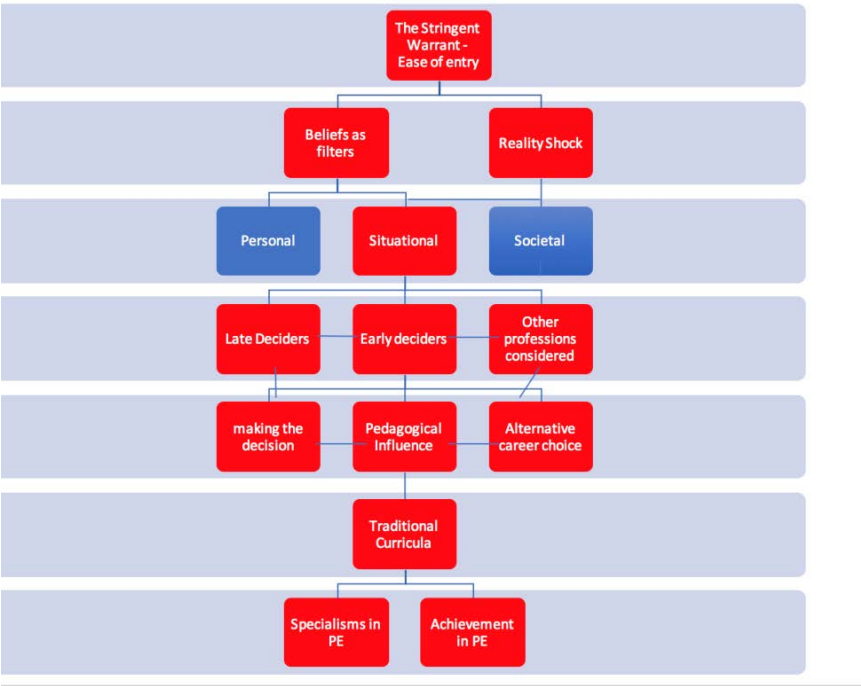 The Stringent
Warrant -
Ease of entry
Beliefs as
filters
Reality Shock
Personal
Situational
Societal
Late Deciders
Early deciders
Other
professions
considered
making the
decision
Pedagogical
Influence
Alternative
career choice
Traditional
Curricula
Specialisms in
PE
Achievement
in PE